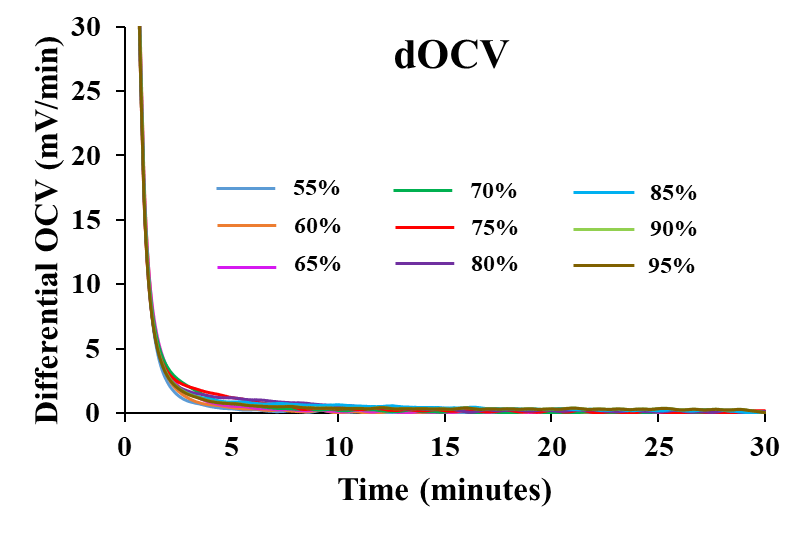 dOCV
Differential OCV (mV/min)
30
25
20
15
10
5
0
55% 70% 85%
60% 75% 90%
65% 80% 95%
0 5 10 15 20 25 30
Time (minutes)